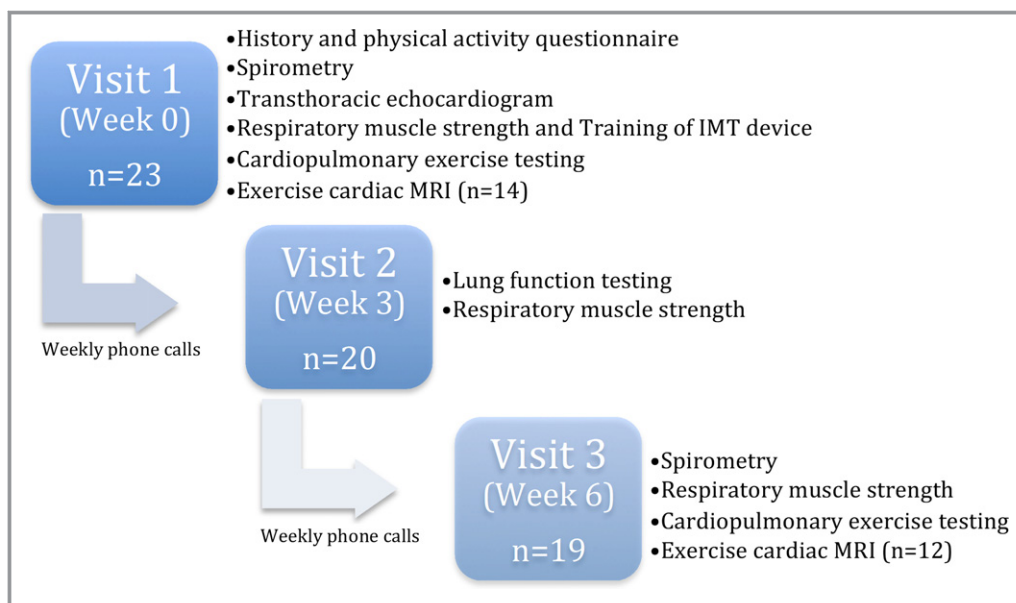 Visit 1
(Week 0)
n=23
•History and physical activity questionnaire
•Spirometry
•Transthoracic echocardiogram
•Respiratory muscle strength and Training of IMT device
•Cardiopulmonary exercise testing
•Exercise cardiac MRI (n=14)
Weekly phone calls
Visit 2
(Week 3)
n=20
•Lung function testing
•Respiratory muscle strength
Weekly phone calls
Visit 3
(Week 6)
n=19
•Spirometry
•Respiratory muscle strength
•Cardiopulmonary exercise testing
•Exercise cardiac MRI (n=12)